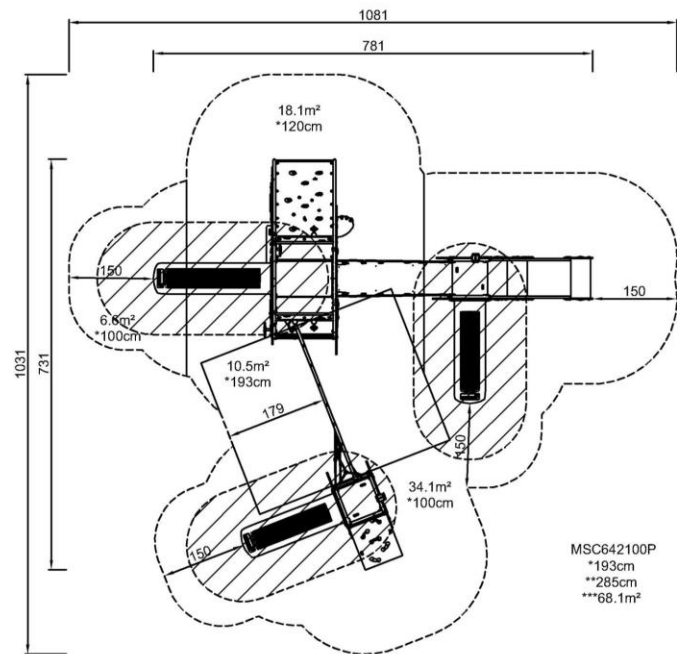 1081
781
18.1m²
*120cm
150
150
6.6m²
*100cm
1031
731
10.5m²
*193cm
179
150
34.1m²
*100cm
150
MSC642100P
*193cm
**285cm
***68.1m²